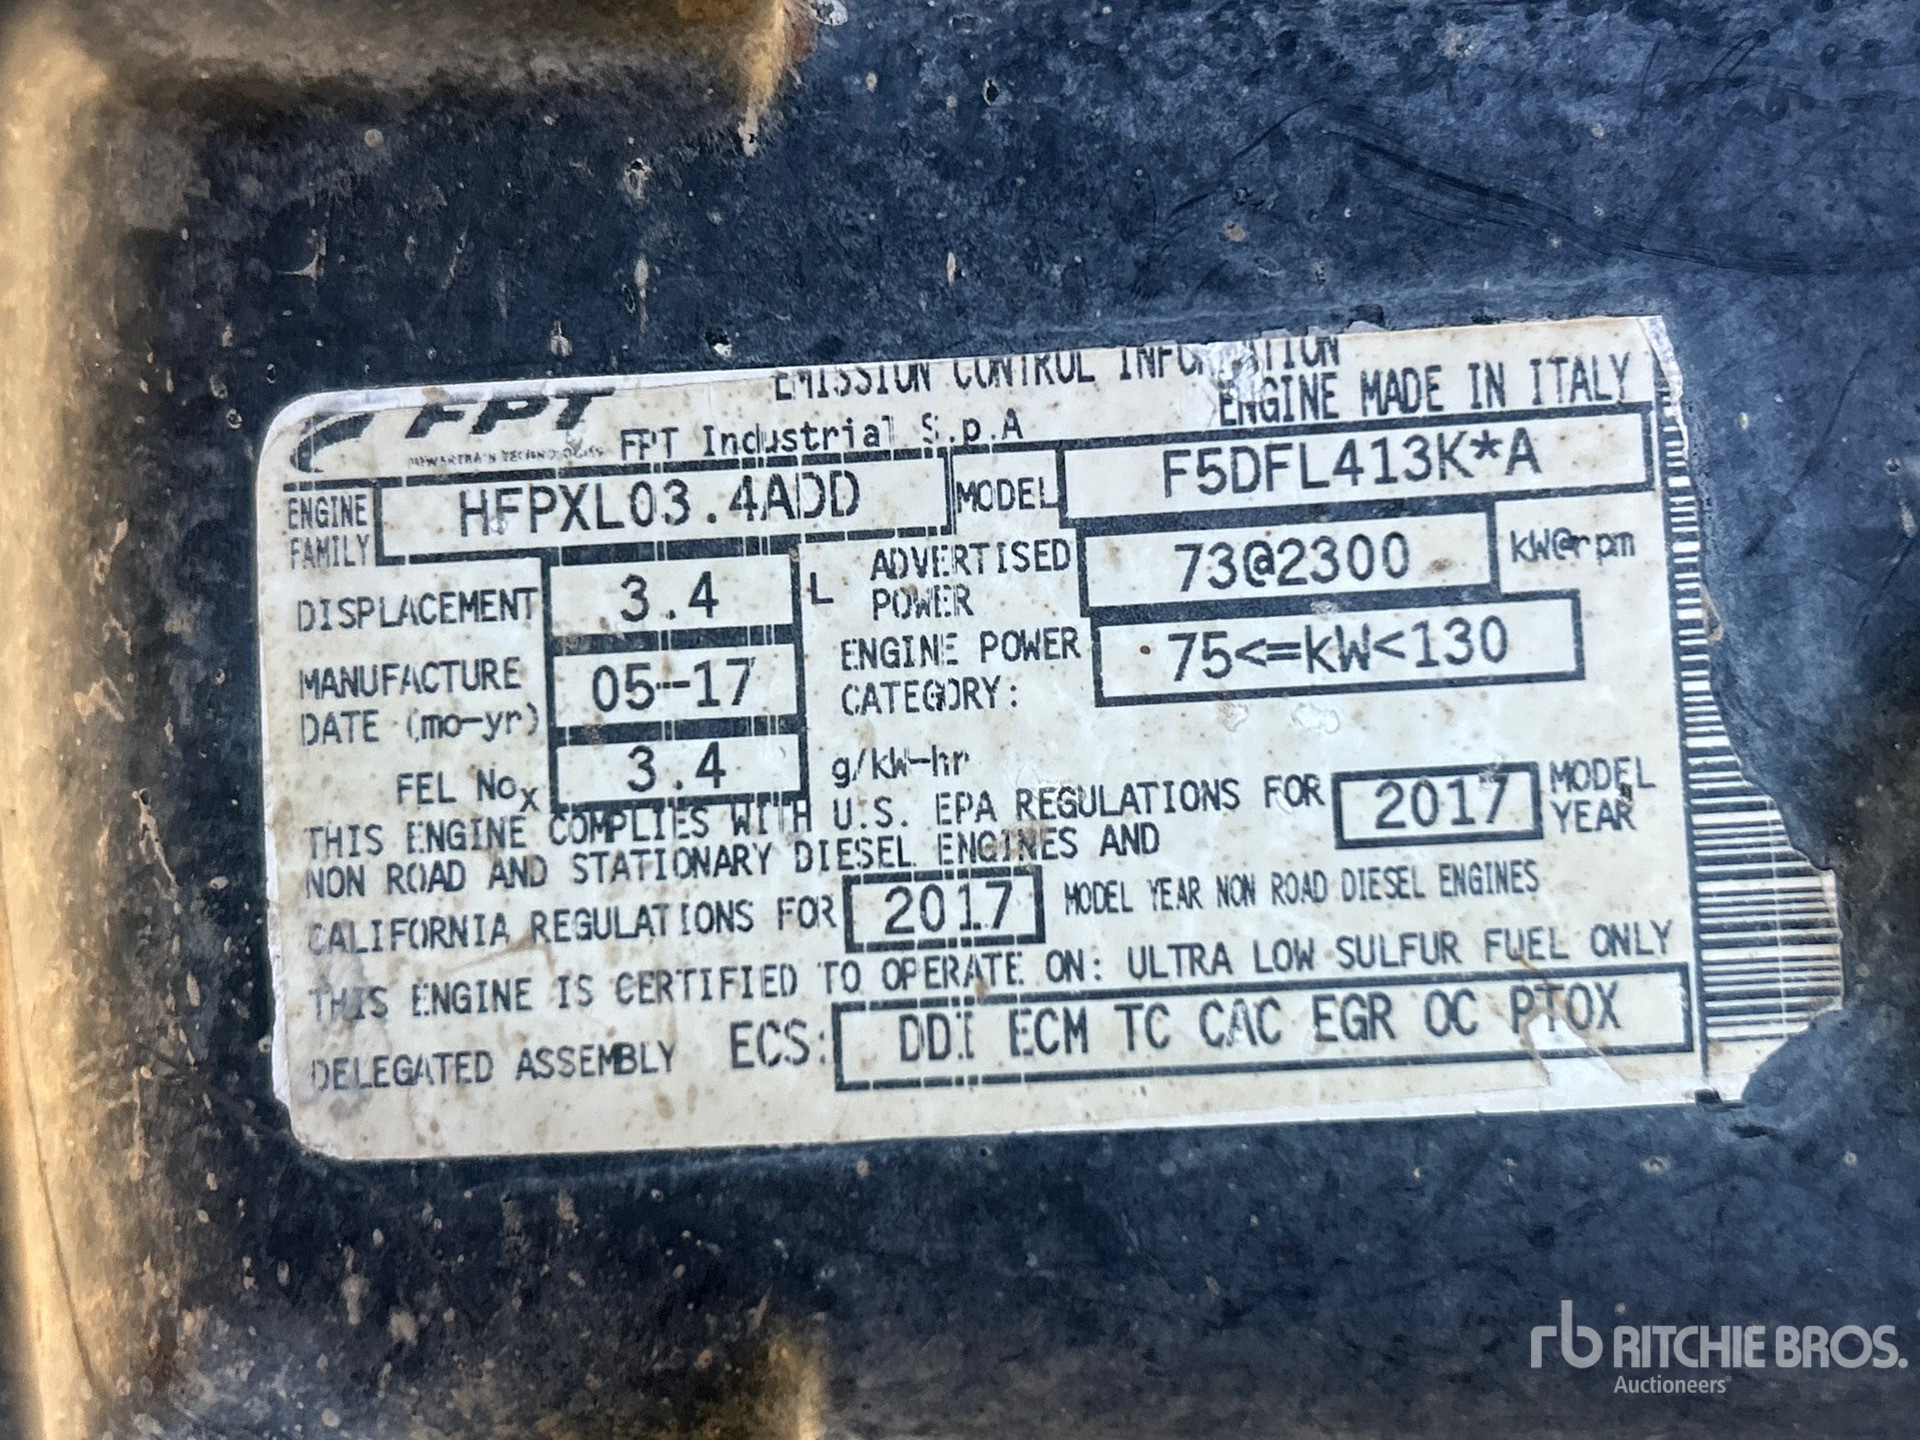 EMISSION CONTROL INFORMATION
FPT
POWERTRAIN TECHNOLOGIES FPT Industrial S.p.A ENGINE MADE IN ITALY
ENGINE FAMILY HFPXL03.4ADD MODEL F5DFL413K*A
DISPLACEMENT 3.4 L ADVERTISED POWER 73@2300 kW@rpm
MANUFACTURE DATE (mo-yr) 05-17 ENGINE POWER CATEGORY: 75<=kW<130
FEL NOx 3.4 g/kW-hr
THIS ENGINE COMPLIES WITH U.S. EPA REGULATIONS FOR 2017 MODEL YEAR
NON ROAD AND STATIONARY DIESEL ENGINES AND
CALIFORNIA REGULATIONS FOR 2017 MODEL YEAR NON ROAD DIESEL ENGINES
THIS ENGINE IS CERTIFIED TO OPERATE ON: ULTRA LOW SULFUR FUEL ONLY
DELEGATED ASSEMBLY ECS: DDI ECM TC CAC EGR OC PTOX
rb RITCHIE BROS.
Auctioneers